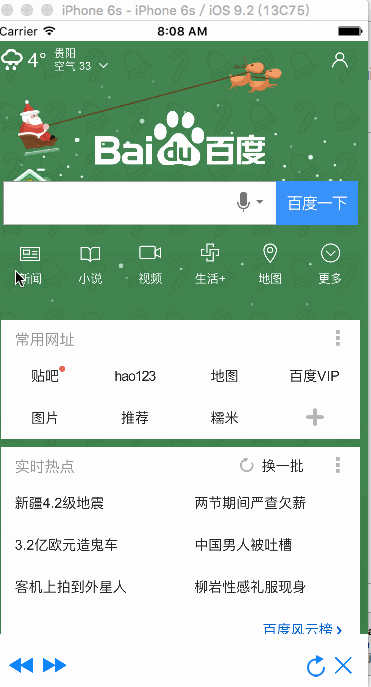 iPhone 6s - iPhone 6s / iOS 9.2 (13C75)
Carrier 8:08 AM
4° 贵阳
空气 33
Bai du 百度
百度一下
新闻 小说 视频 生活+ 地图 更多
常用网址
贴吧 hao123 地图 百度VIP
图片 推荐 糯米
实时热点 换一批
新疆4.2级地震 两节期间严查欠薪
3.2亿欧元造鬼车 中国男人被吐槽
客机上拍到外星人 柳岩性感礼服现身
百度风云榜